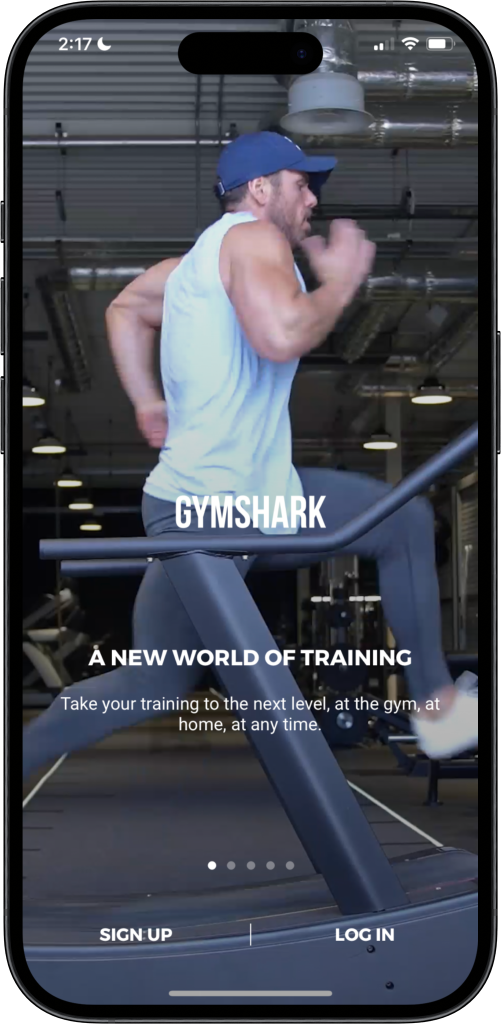 2:17
GYMSHARK
A NEW WORLD OF TRAINING
Take your training to the next level, at the gym, at
home, at any time.
SIGN UP
LOG IN